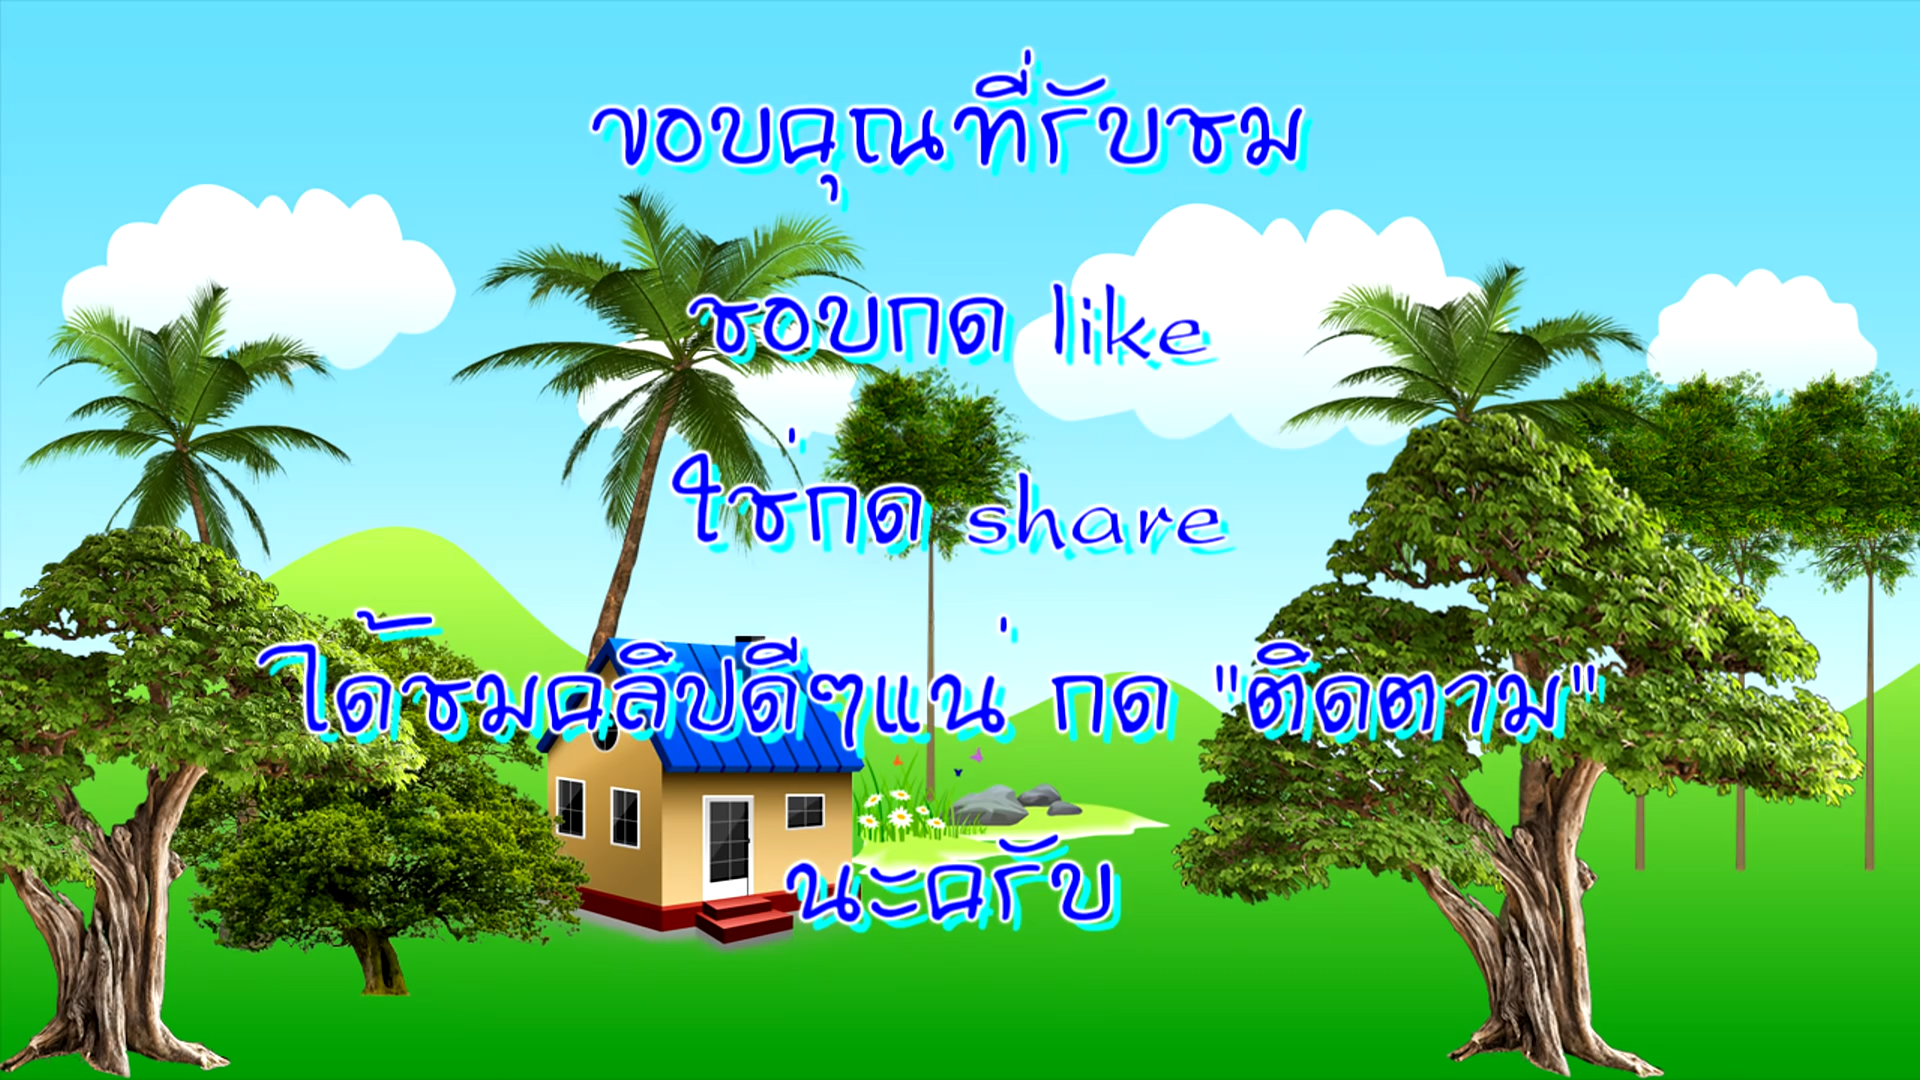 ขอบคุณที่รับชม
ชอบกด like
ใช่กด share
ได้ชมคลิปดีๆแน่ กด "ติดตาม"
นะครับ